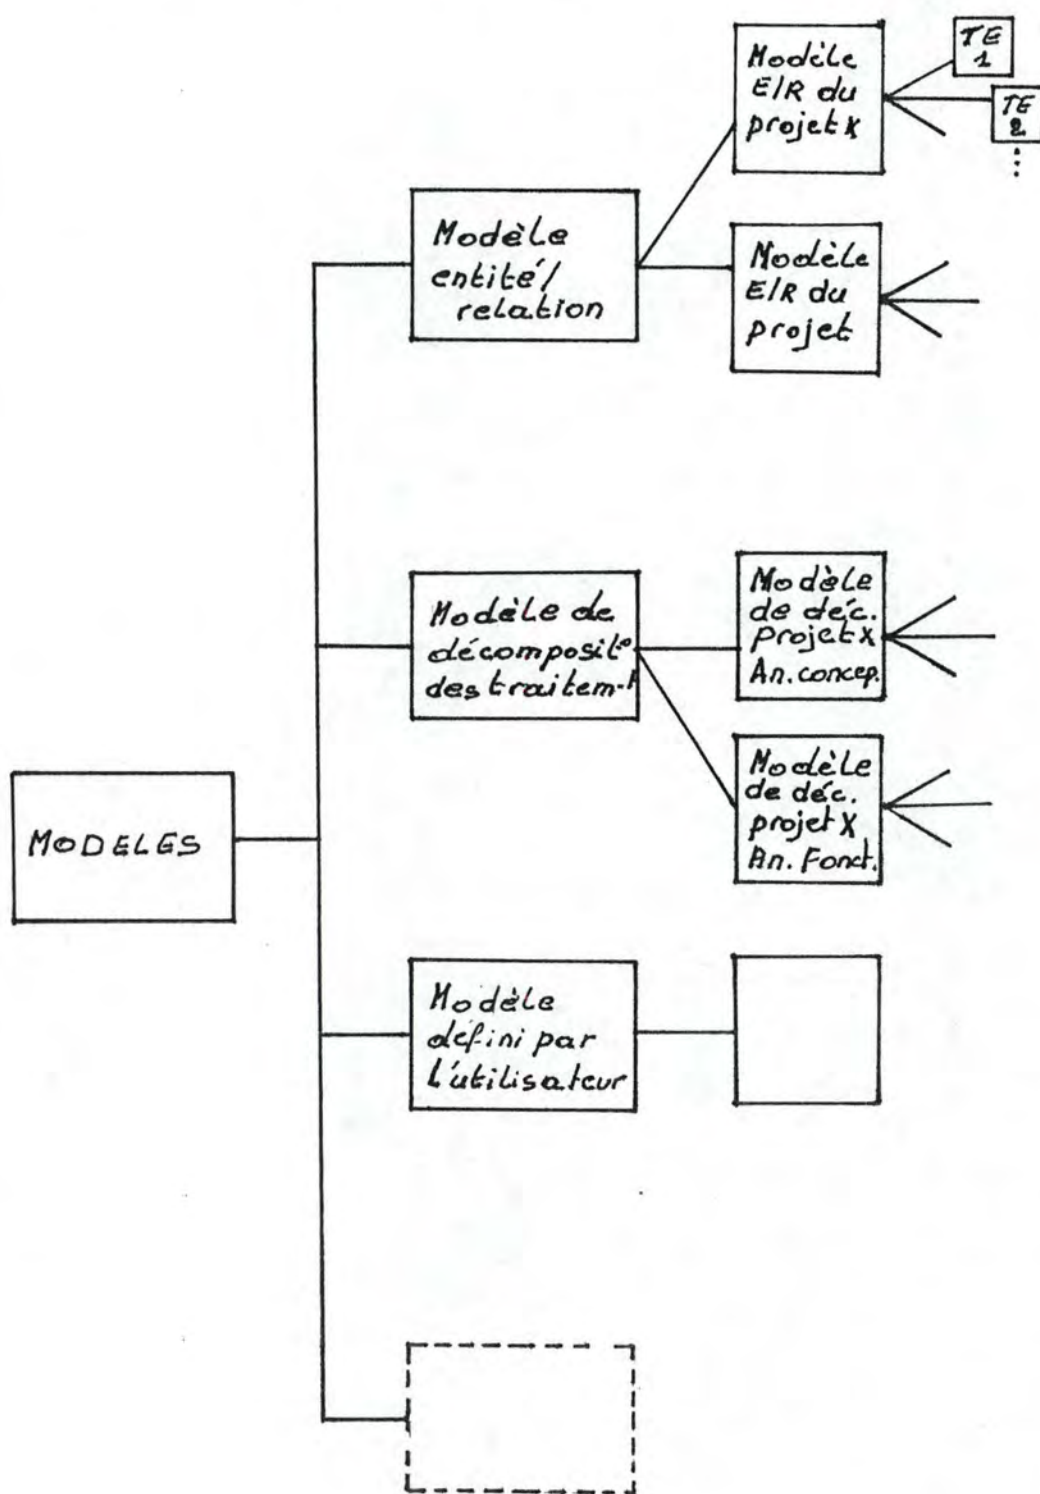 MODELES
Modèle
entité/
relation
Modèle
E/R du
projet X
TE
1
TE
2
Modèle
E/R du
projet
Modèle de
décomposit°
des traitem-t
Modèle
de déc.
projet X
An. concep.
Modèle
de déc.
projet X
An. Fonct.
Modèle
défini par
l'utilisateur